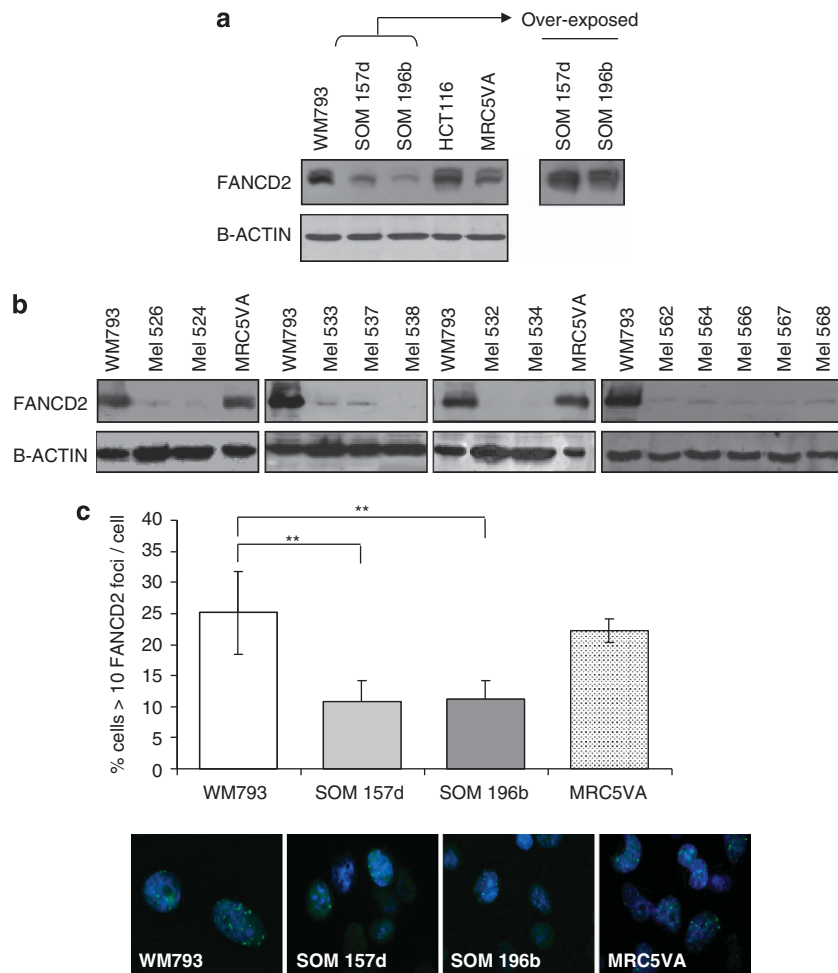 a
Over-exposed
WM793
SOM 157d
SOM 196b
HCT116
MRC5VA
SOM 157d
SOM 196b
FANCD2
B-ACTIN
b
WM793
Mel 526
Mel 524
MRC5VA
WM793
Mel 533
Mel 537
Mel 538
WM793
Mel 532
Mel 534
MRC5VA
WM793
Mel 562
Mel 564
Mel 566
Mel 567
Mel 568
FANCD2
B-ACTIN
c
% cells > 10 FANCD2 foci / cell
40
35
30
25
20
15
10
5
0
**
**
WM793
SOM 157d
SOM 196b
MRC5VA
WM793
SOM 157d
SOM 196b
MRC5VA